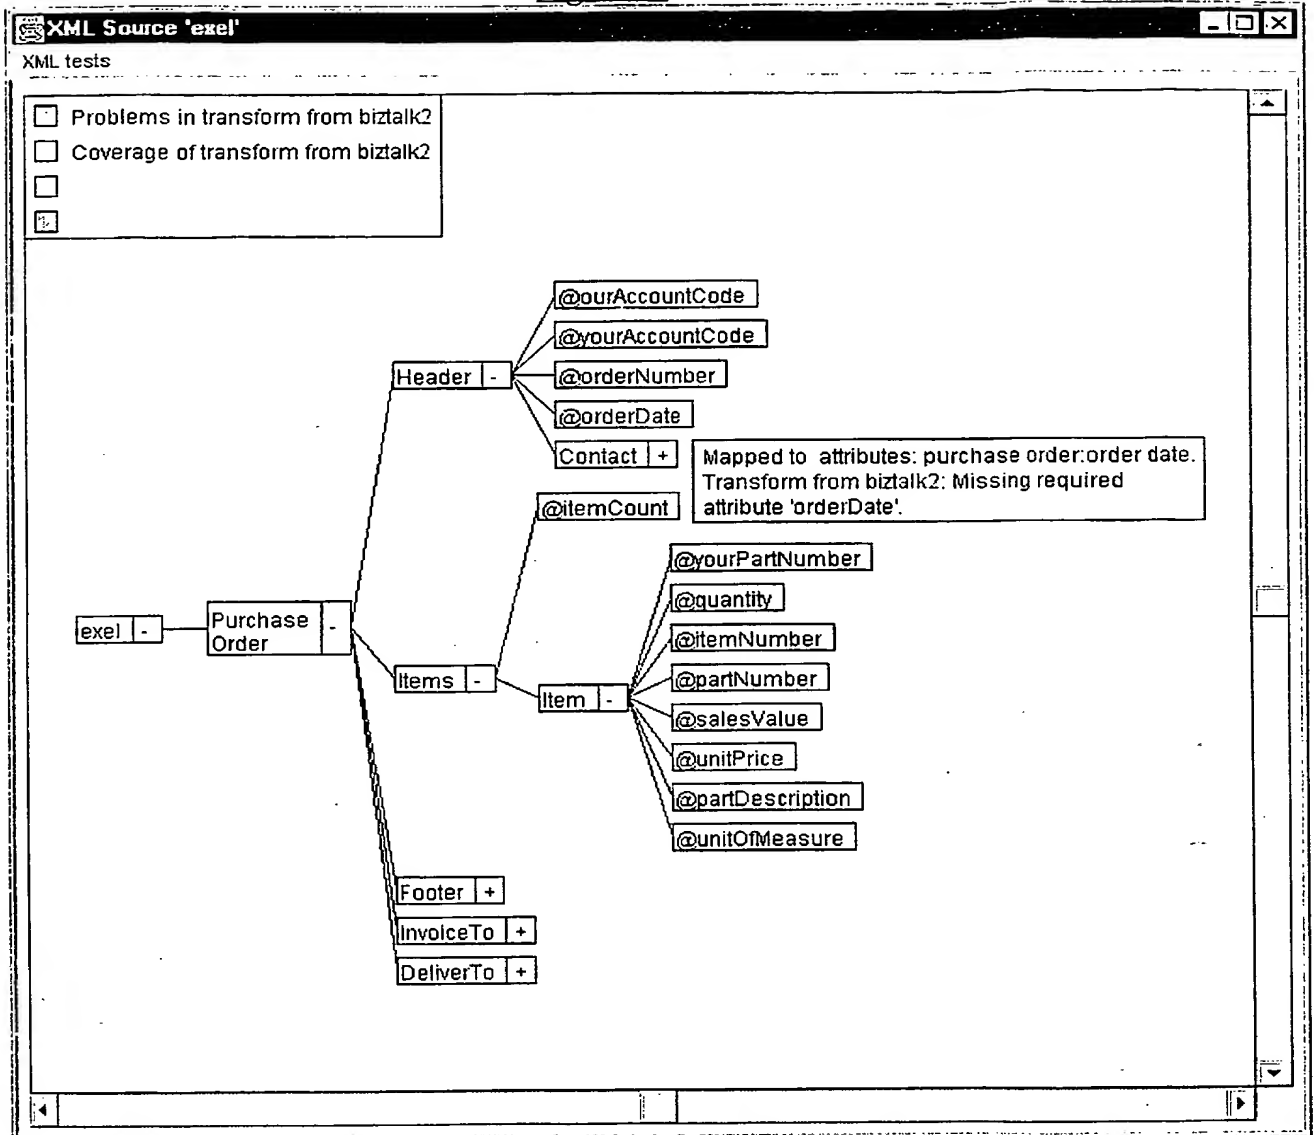 XML Source 'exel'
XML tests
Problems in transform from biztalk2
Coverage of transform from biztalk2
@ourAccountCode
@yourAccountCode
Header -
@orderNumber
@orderDate
Contact +
Mapped to attributes: purchase order:order date.
Transform from biztalk2: Missing required
attribute 'orderDate'.
@itemCount
@yourPartNumber
@quantity
exel -
Purchase
Order
-
@itemNumber
Items -
@partNumber
Item -
@salesValue
@unitPrice
@partDescription
@unitOfMeasure
Footer +
InvoiceTo +
DeliverTo +